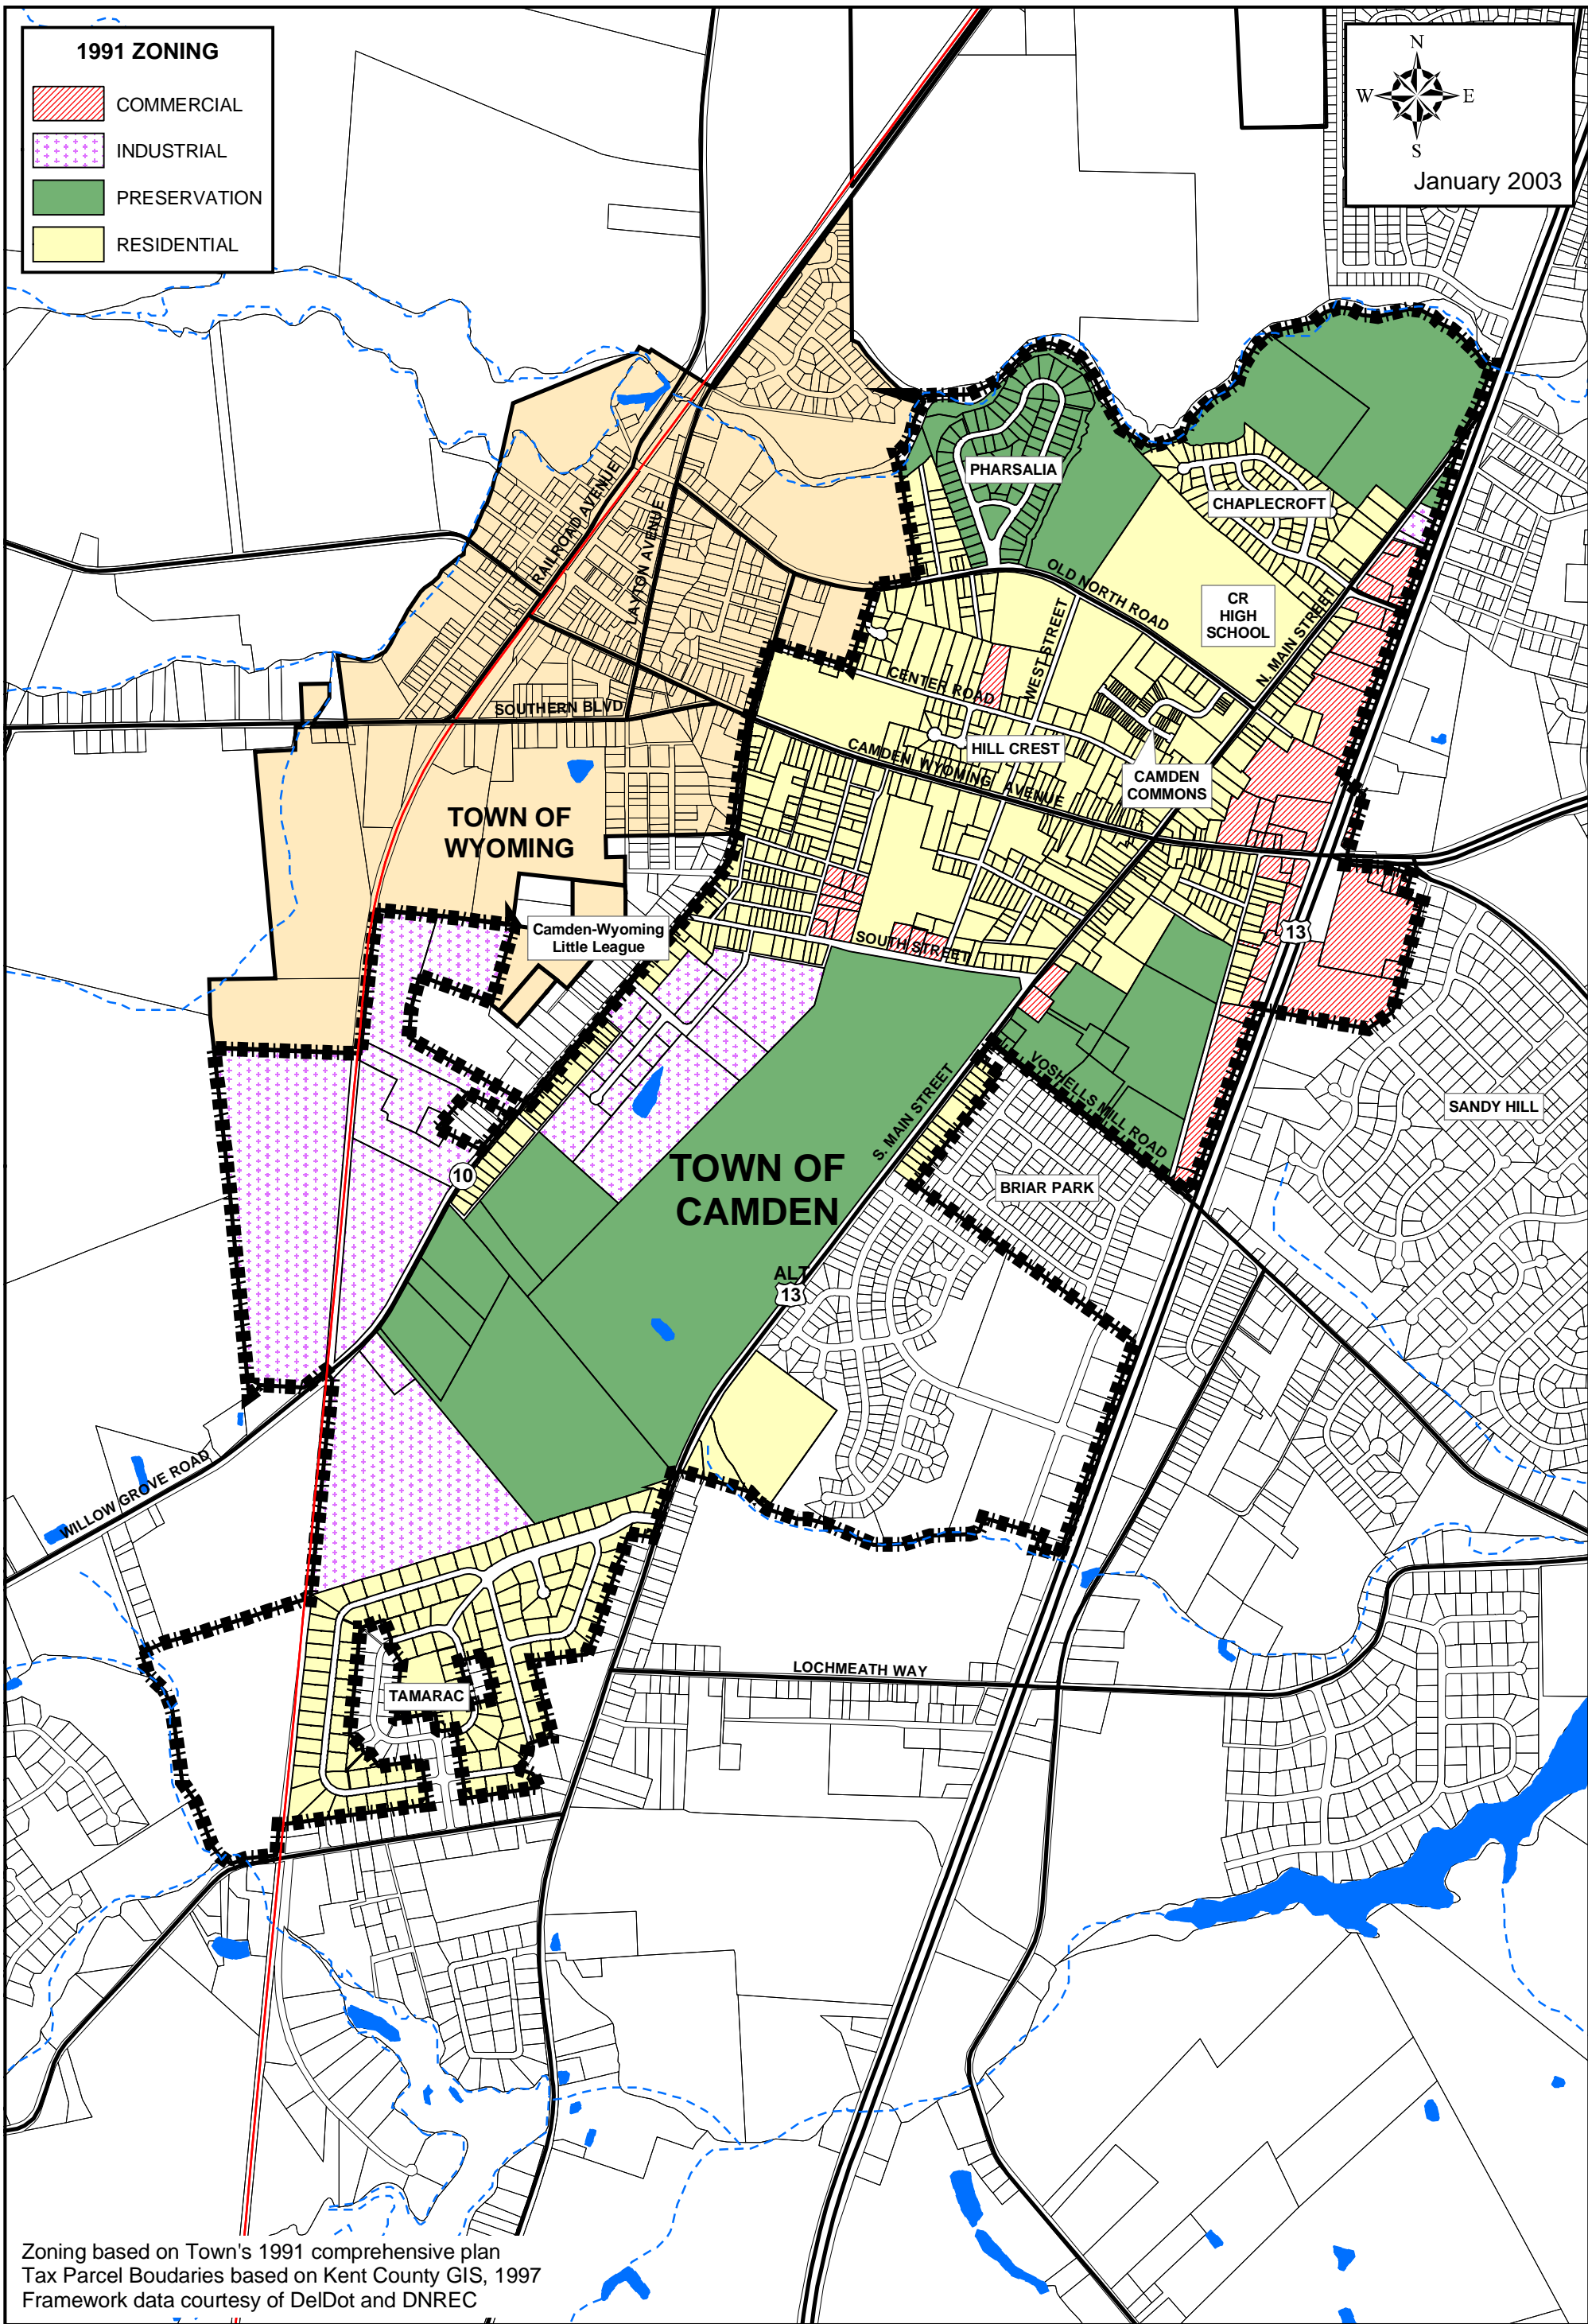 1991 ZONING
COMMERCIAL
INDUSTRIAL
PRESERVATION
RESIDENTIAL
N
W
E
S
January 2003
PHARSALIA
CHAPLECROFT
RAILROAD AVENUE
LAYTON AVENUE
OLD NORTH ROAD
CR
HIGH
SCHOOL
WEST STREET
N. MAIN STREET
CENTER ROAD
SOUTHERN BLVD
HILL CREST
CAMDEN WYOMING AVENUE
CAMDEN
COMMONS
TOWN OF
WYOMING
Camden-Wyoming
Little League
SOUTH STREET
13
VOSHELLS MILL ROAD
S. MAIN STREET
SANDY HILL
10
TOWN OF
CAMDEN
BRIAR PARK
ALT
13
WILLOW GROVE ROAD
LOCHMEATH WAY
TAMARAC
Zoning based on Town's 1991 comprehensive plan
Tax Parcel Boudaries based on Kent County GIS, 1997
Framework data courtesy of DelDot and DNREC